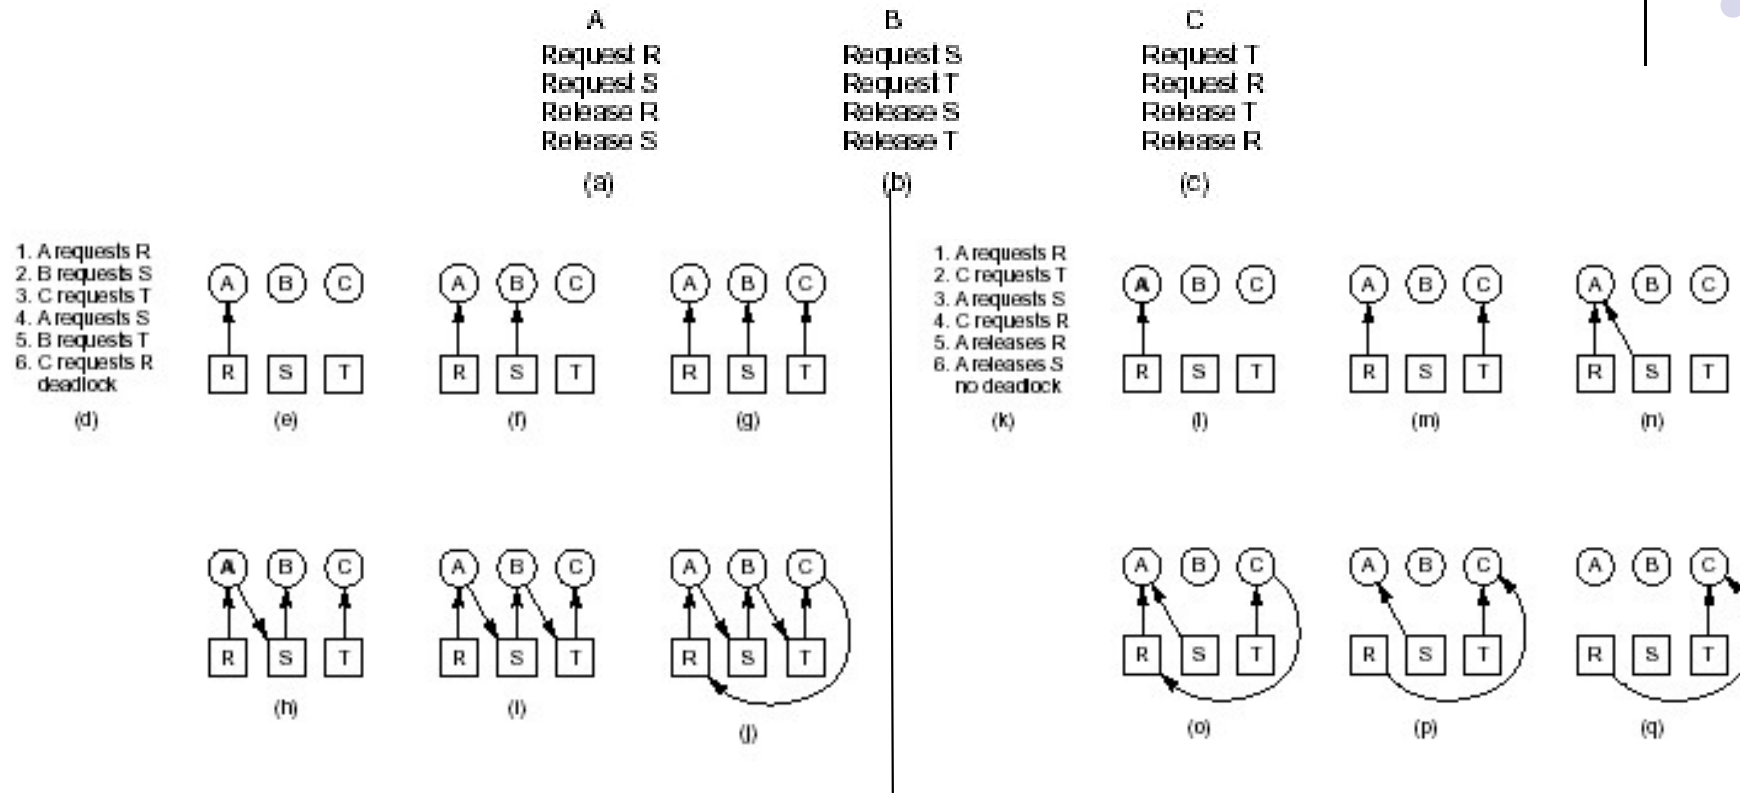 A
Request R
Request S
Release R
Release S
(a)
B
Request S
Request T
Release S
Release T
(b)
C
Request T
Request R
Release T
Release R
(c)
1. A requests R
2. B requests S
3. C requests T
4. A requests S
5. B requests T
6. C requests R
deadlock
(d)
A B C
R S T
(e)
A B C
R S T
(f)
A B C
R S T
(g)
A B C
R S T
(h)
A B C
R S T
(i)
A B C
R S T
(j)
1. A requests R
2. C requests T
3. A requests S
4. C requests R
5. A releases R
6. A releases S
no deadlock
(k)
A B C
R S T
(l)
A B C
R S T
(m)
A B C
R S T
(n)
A B C
R S T
(o)
A B C
R S T
(p)
A B C
R S T
(q)